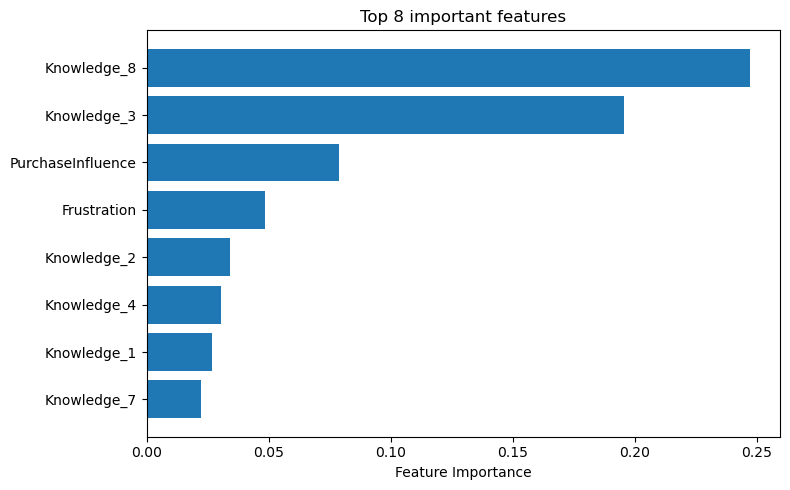 Top 8 important features
Knowledge_8
Knowledge_3
PurchaseInfluence
Frustration
Knowledge_2
Knowledge_4
Knowledge_1
Knowledge_7
0.00 0.05 0.10 0.15 0.20 0.25
Feature Importance